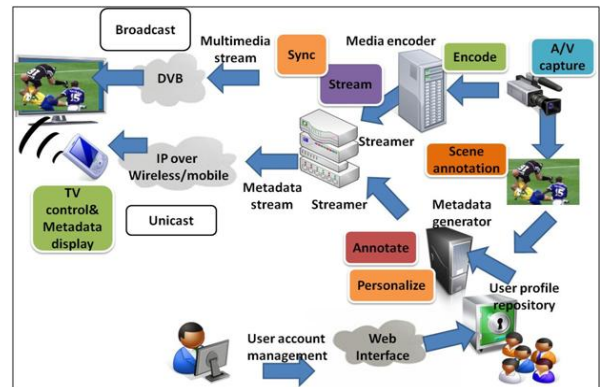 Broadcast
Multimedia
stream
Sync
Media encoder
Encode
A/V
capture
DVB
Stream
Streamer
Scene
annotation
IP over
Wireless/mobile
Metadata
stream
Streamer
TV
control&
Metadata
display
Unicast
Metadata
generator
Annotate
Personalize
User profile
repository
User account
management
Web
Interface